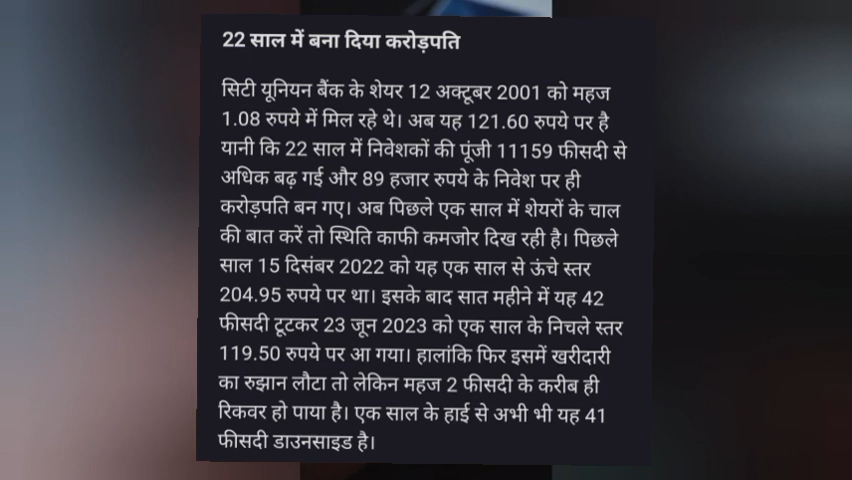 22 साल में बना दिया करोड़पति
सिटी यूनियन बैंक के शेयर 12 अक्टूबर 2001 को महज
1.08 रुपये में मिल रहे थे। अब यह 121.60 रुपये पर है
यानी कि 22 साल में निवेशकों की पूंजी 11159 फीसदी से
अधिक बढ़ गई और 89 हजार रुपये के निवेश पर ही
करोड़पति बन गए। अब पिछले एक साल में शेयरों के चाल
की बात करें तो स्थिति काफी कमजोर दिख रही है। पिछले
साल 15 दिसंबर 2022 को यह एक साल से ऊंचे स्तर
204.95 रुपये पर था। इसके बाद सात महीने में यह 42
फीसदी टूटकर 23 जून 2023 को एक साल के निचले स्तर
119.50 रुपये पर आ गया। हालांकि फिर इसमें खरीदारी
का रुझान लौटा तो लेकिन महज 2 फीसदी के करीब ही
रिकवर हो पाया है। एक साल के हाई से अभी भी यह 41
फीसदी डाउनसाइड है।